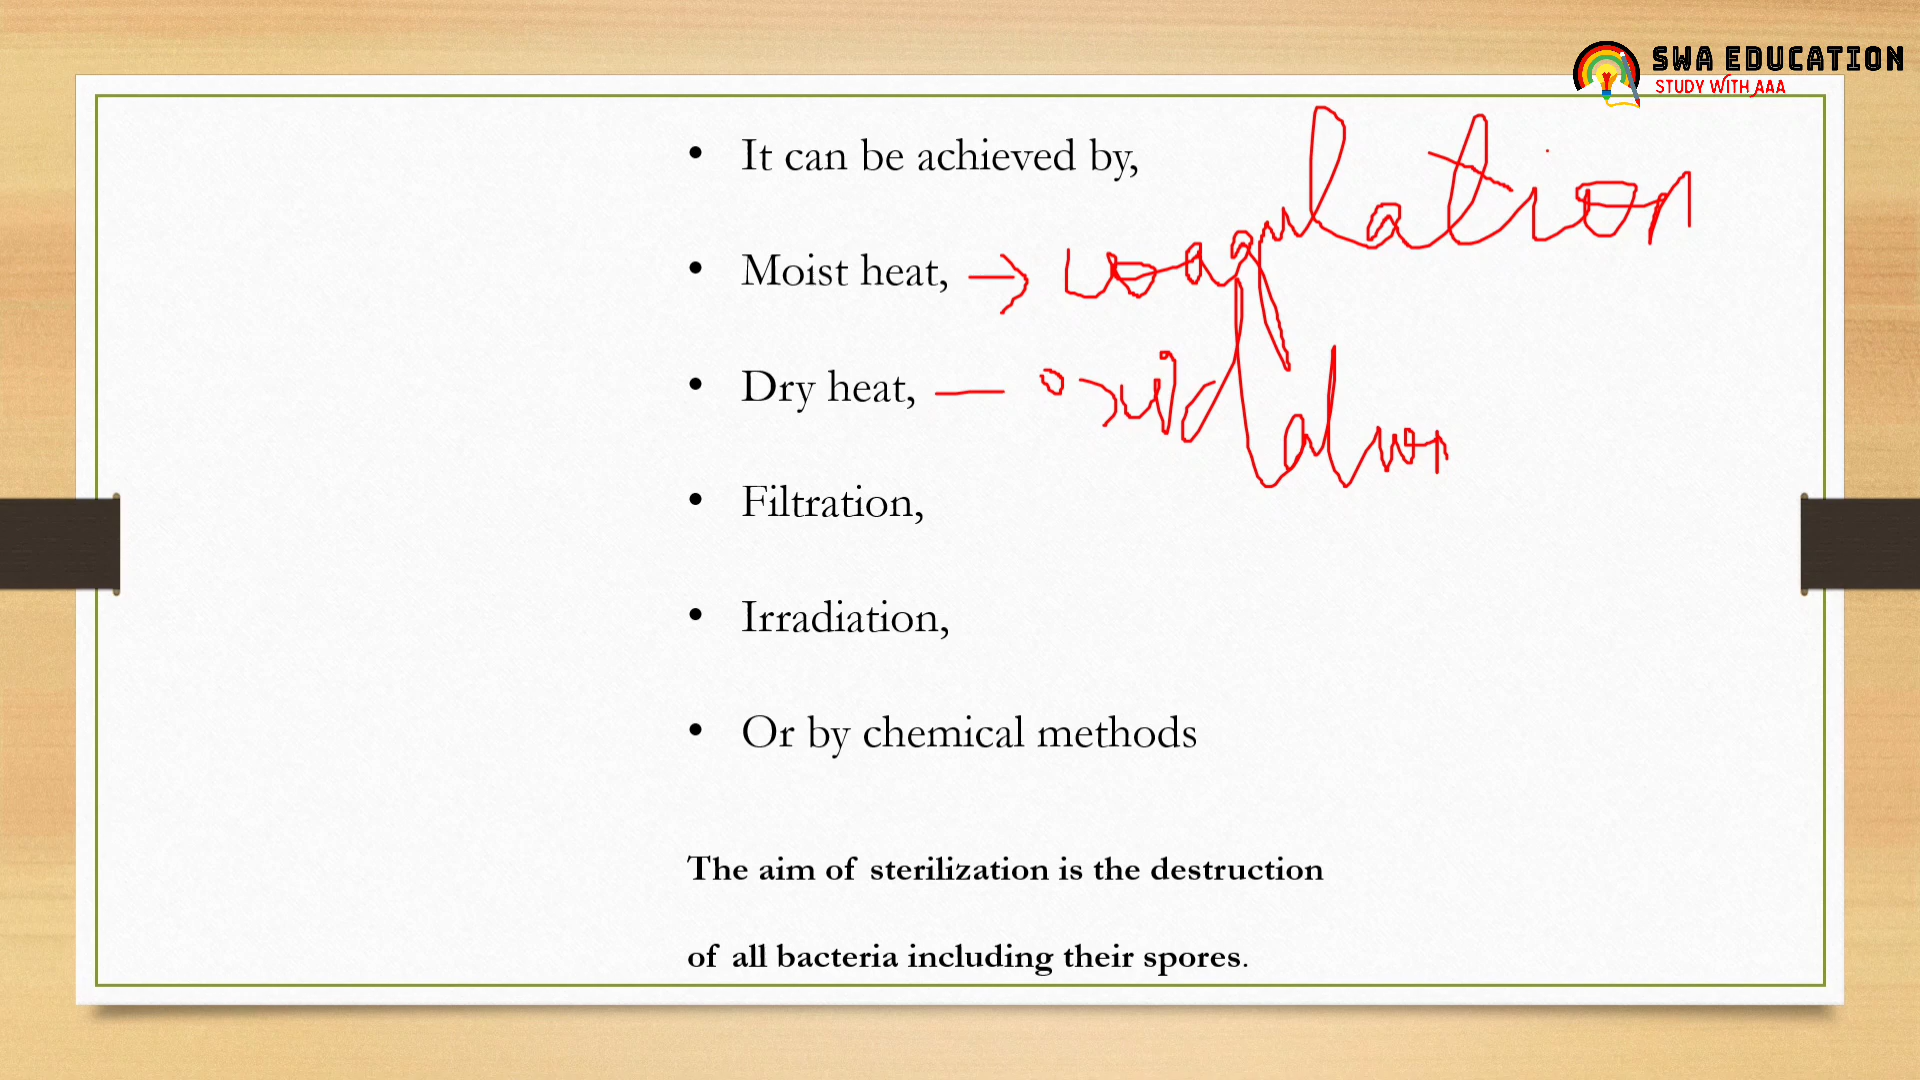 SWA EDUCATION
STUDY WITH AAA
• It can be achieved by,
• Moist heat, → coagulation
• Dry heat, — oxidation
• Filtration,
• Irradiation,
• Or by chemical methods
The aim of sterilization is the destruction
of all bacteria including their spores.